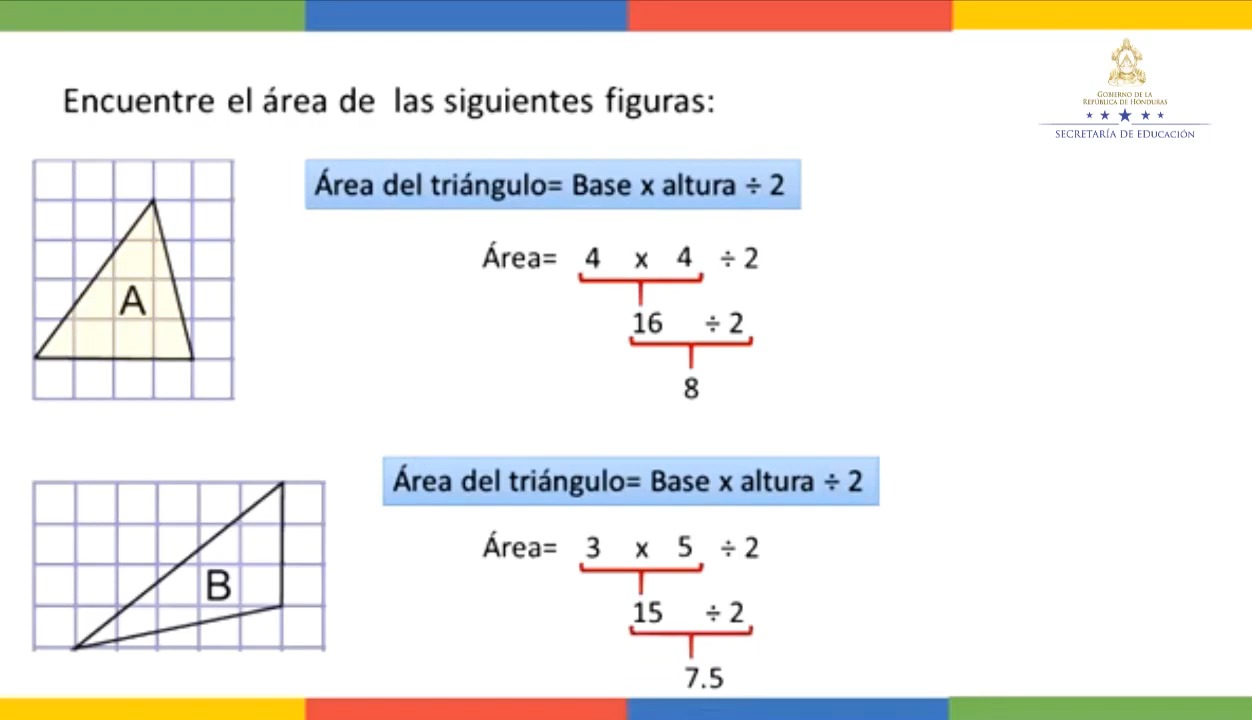 Encuentre el área de las siguientes figuras:
GOBIERNO DE LA
REPÚBLICA DE HONDURAS
SECRETARÍA DE EDUCACIÓN
Área del triángulo= Base x altura ÷ 2
Área= 4 x 4 ÷ 2
16 ÷ 2
8
A
Área del triángulo= Base x altura ÷ 2
Área= 3 x 5 ÷ 2
15 ÷ 2
7.5
B